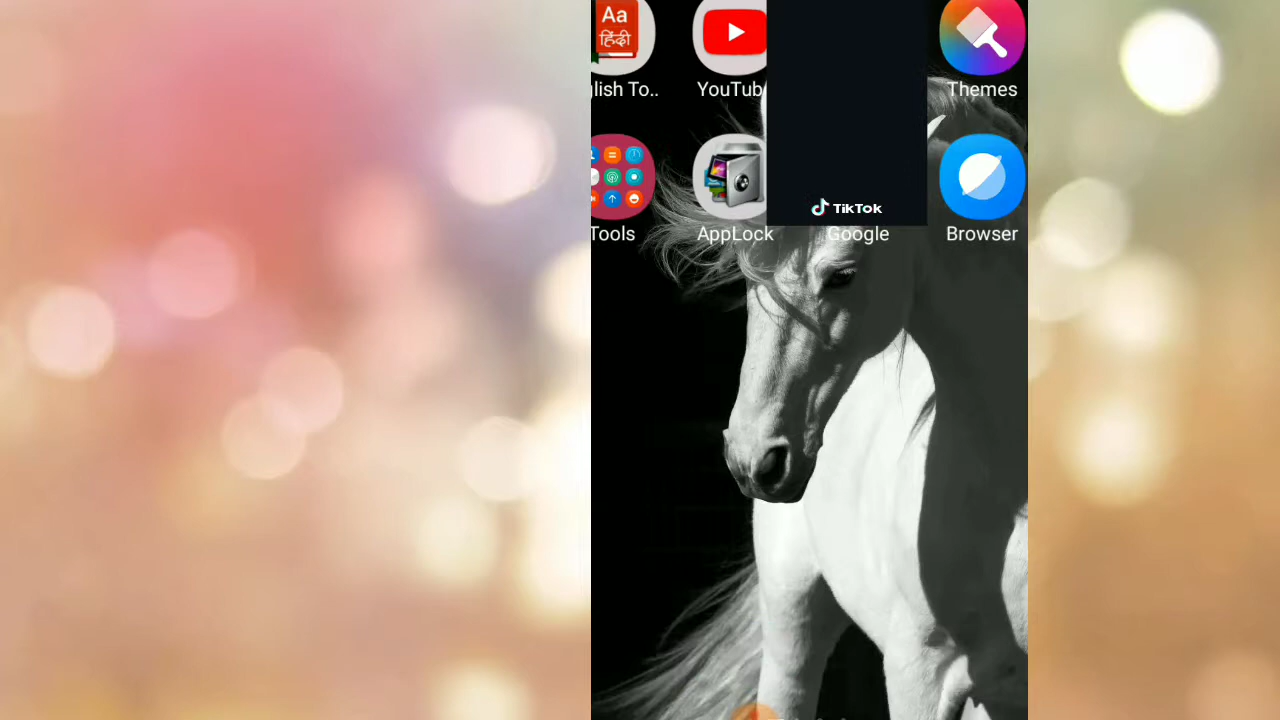 Aa
हिंदी
lish To..
YouTub
Themes
TikTok
Tools
AppLock
Google
Browser